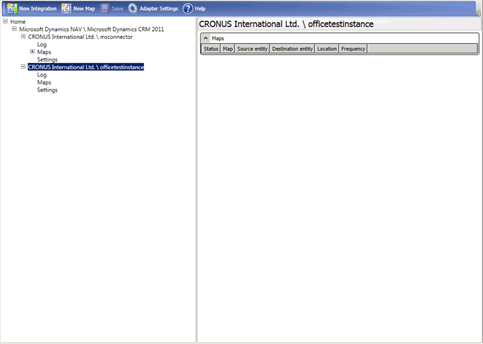 New Integration New Map Save Adapter Settings Help
Home
Microsoft Dynamics NAV \ Microsoft Dynamics CRM 2011
CRONUS International Ltd. \ msconnector
Log
Maps
Settings
CRONUS International Ltd. \ officetestinstance
Log
Maps
Settings
CRONUS International Ltd. \ officetestinstance
Maps
Status Map Source entity Destination entity Location Frequency